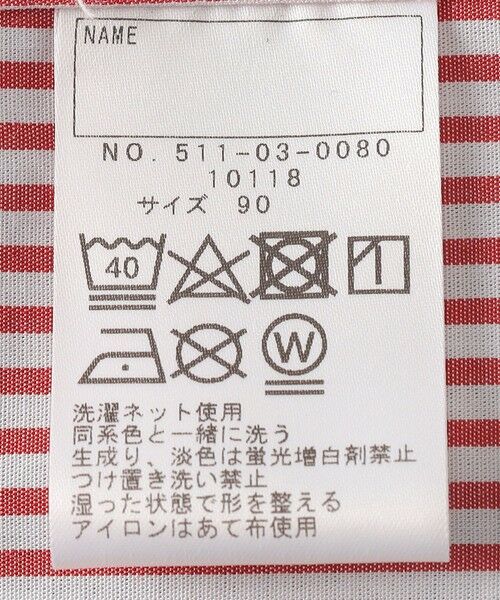 NAME
NO. 511-03-0080
10118
サイズ 90
40
W
洗濯ネット使用
同系色と一緒に洗う
生成り、淡色は蛍光増白剤禁止
つけ置き洗い禁止
湿った状態で形を整える
アイロンはあて布使用